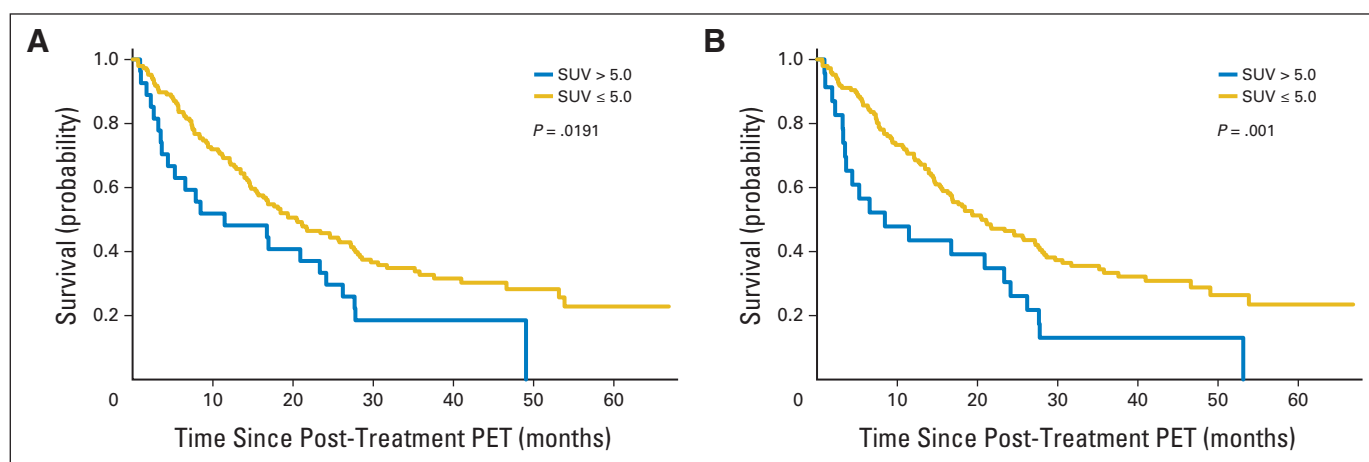 A
1.0
0.8
0.6
0.4
0.2
Survival (probability)
SUV > 5.0
SUV ≤ 5.0
P = .0191
0 10 20 30 40 50 60
Time Since Post-Treatment PET (months)
B
1.0
0.8
0.6
0.4
0.2
Survival (probability)
SUV > 5.0
SUV ≤ 5.0
P = .001
0 10 20 30 40 50 60
Time Since Post-Treatment PET (months)